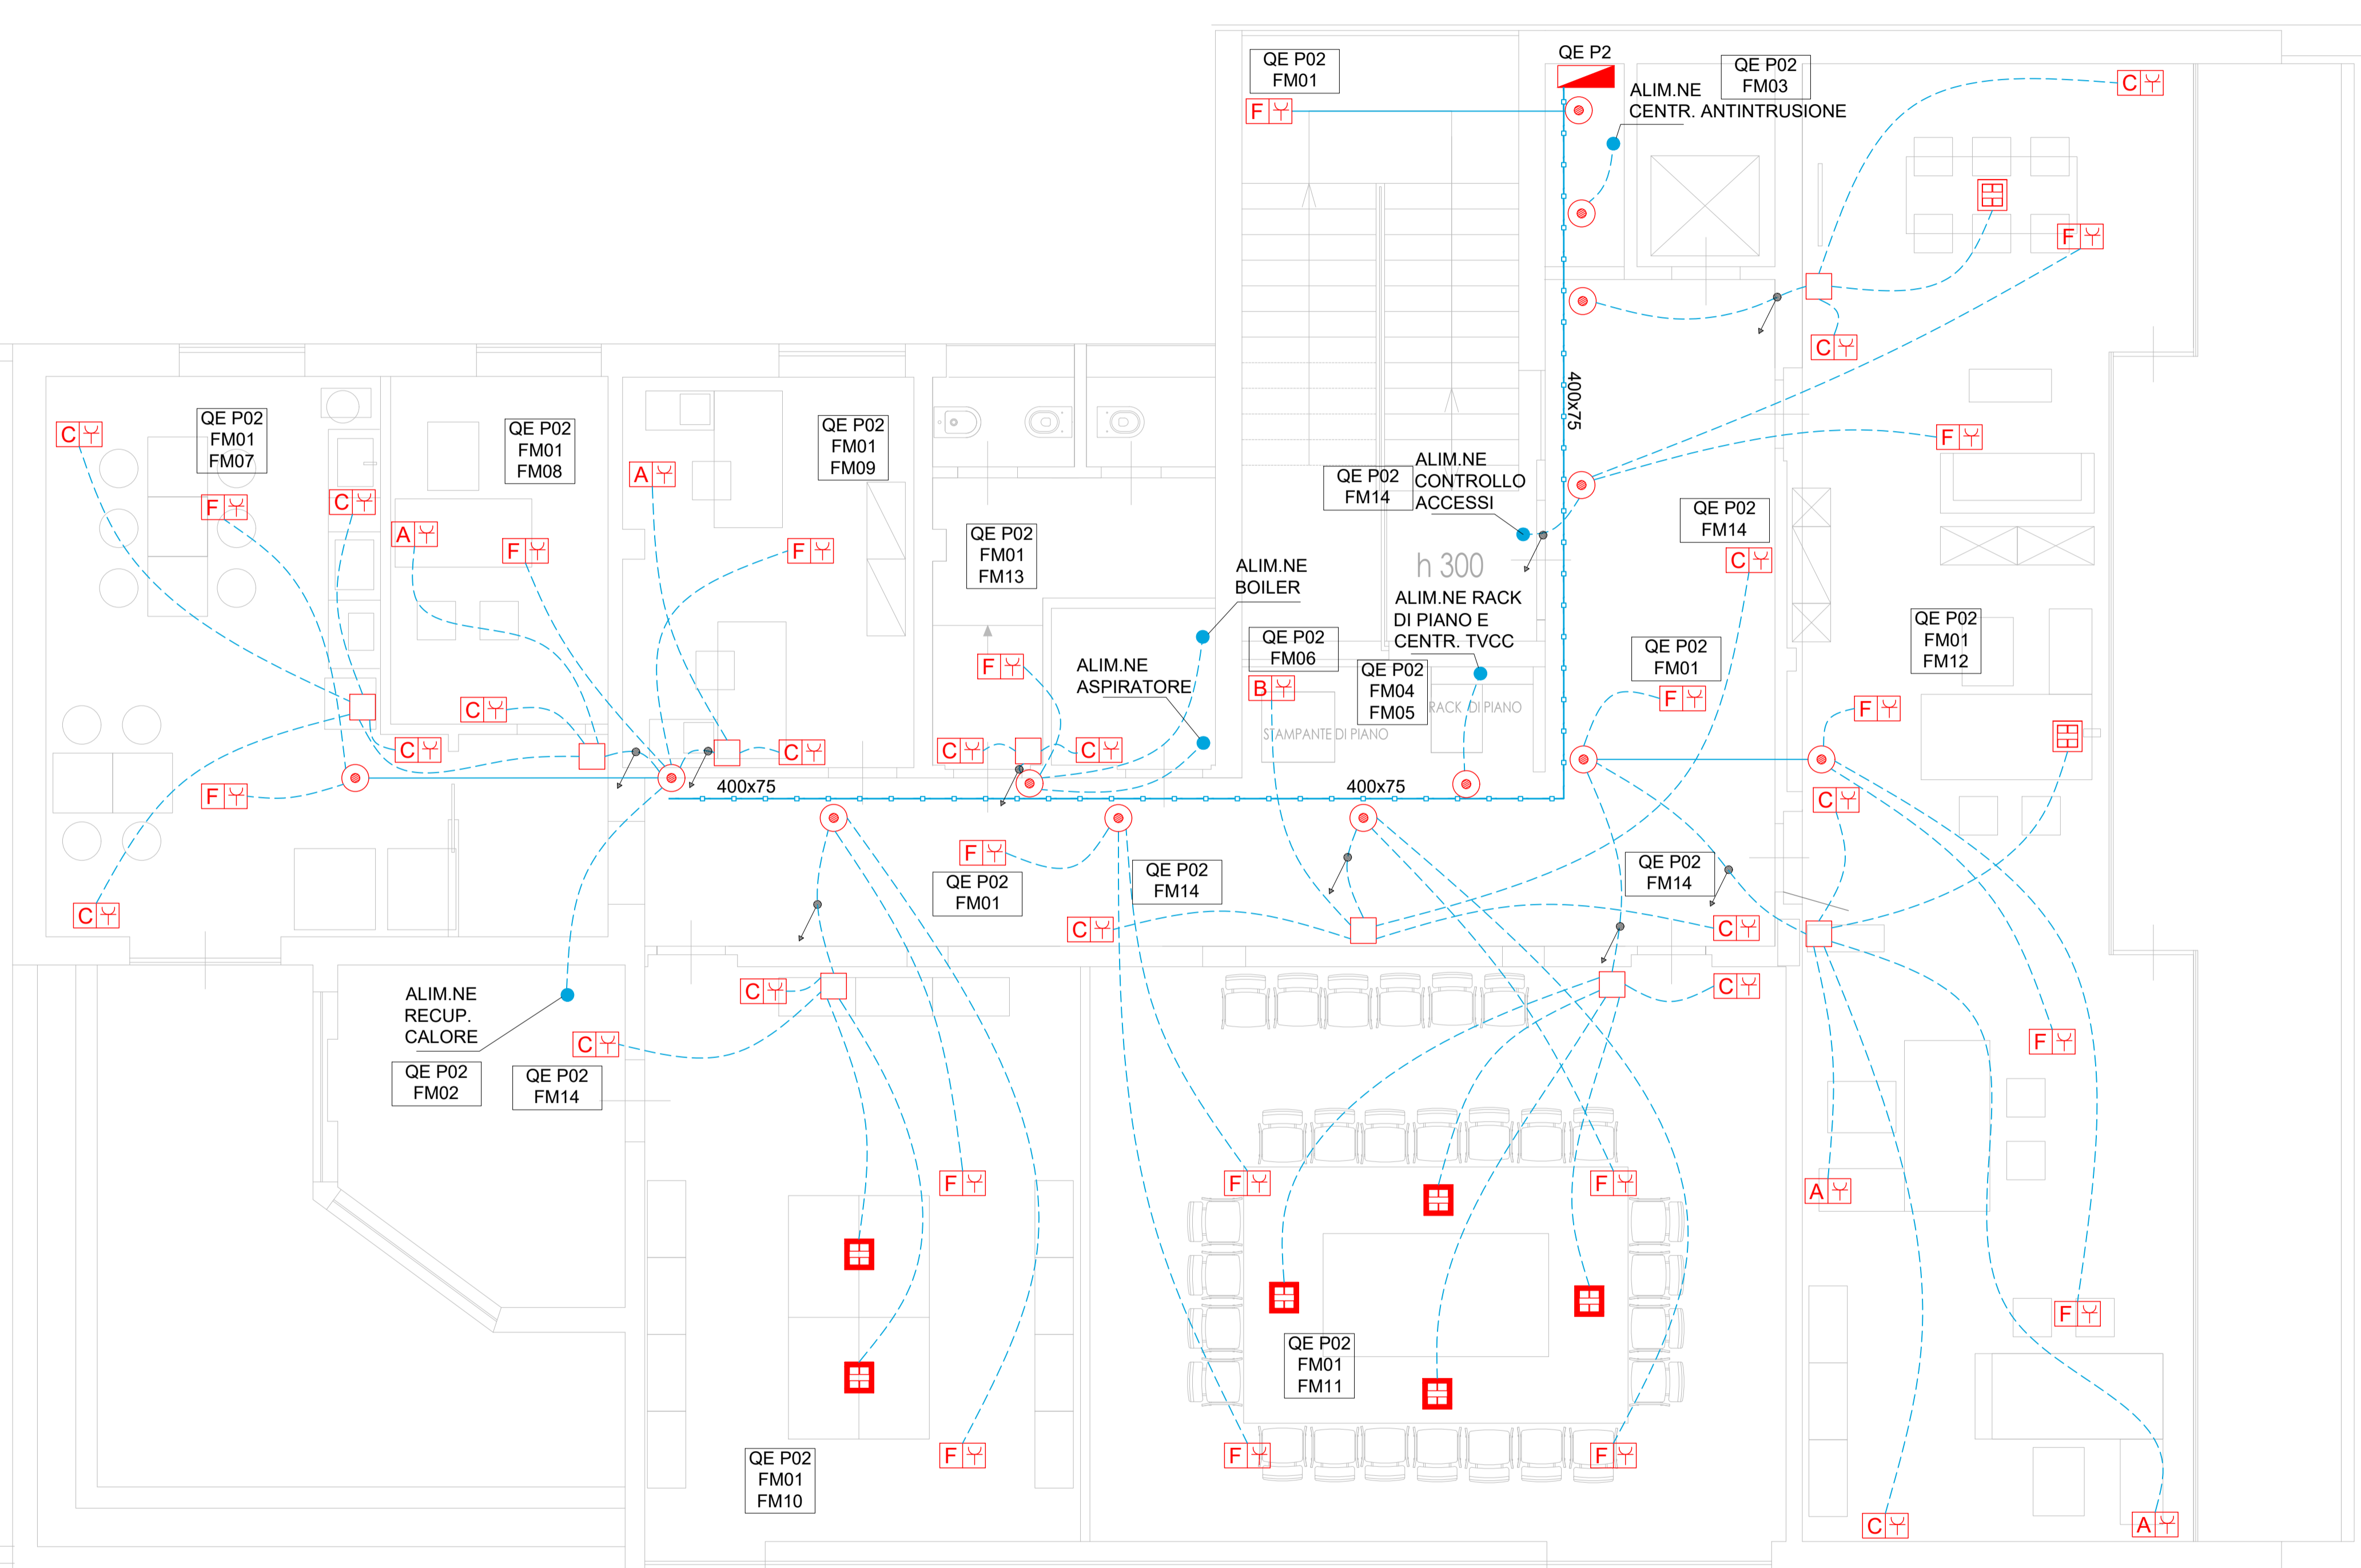 QE P02
FM01
QE P2
QE P02
FM03
ALIM.NE
CENTR. ANTINTRUSIONE
F
C
F
C
400x75
C
QE P02
FM01
FM07
QE P02
FM01
FM08
QE P02
FM01
FM09
F
C
A
F
A
F
QE P02
FM14
ALIM.NE
CONTROLLO
ACCESSI
F
QE P02
FM14
C
QE P02
FM01
FM13
ALIM.NE
BOILER
h 300
ALIM.NE RACK
DI PIANO E
CENTR. TVCC
QE P02
FM06
QE P02
FM04
FM05
QE P02
FM01
QE P02
FM01
FM12
F
ALIM.NE
ASPIRATORE
B
RACK DI PIANO
STAMPANTE DI PIANO
F
F
C
C
C
C
C
F
400x75
400x75
C
F
QE P02
FM01
QE P02
FM14
QE P02
FM14
C
C
C
C
C
C
ALIM.NE
RECUP.
CALORE
QE P02
FM02
QE P02
FM14
F
F
F
F
A
F
QE P02
FM01
FM11
F
F
F
QE P02
FM01
FM10
C
A